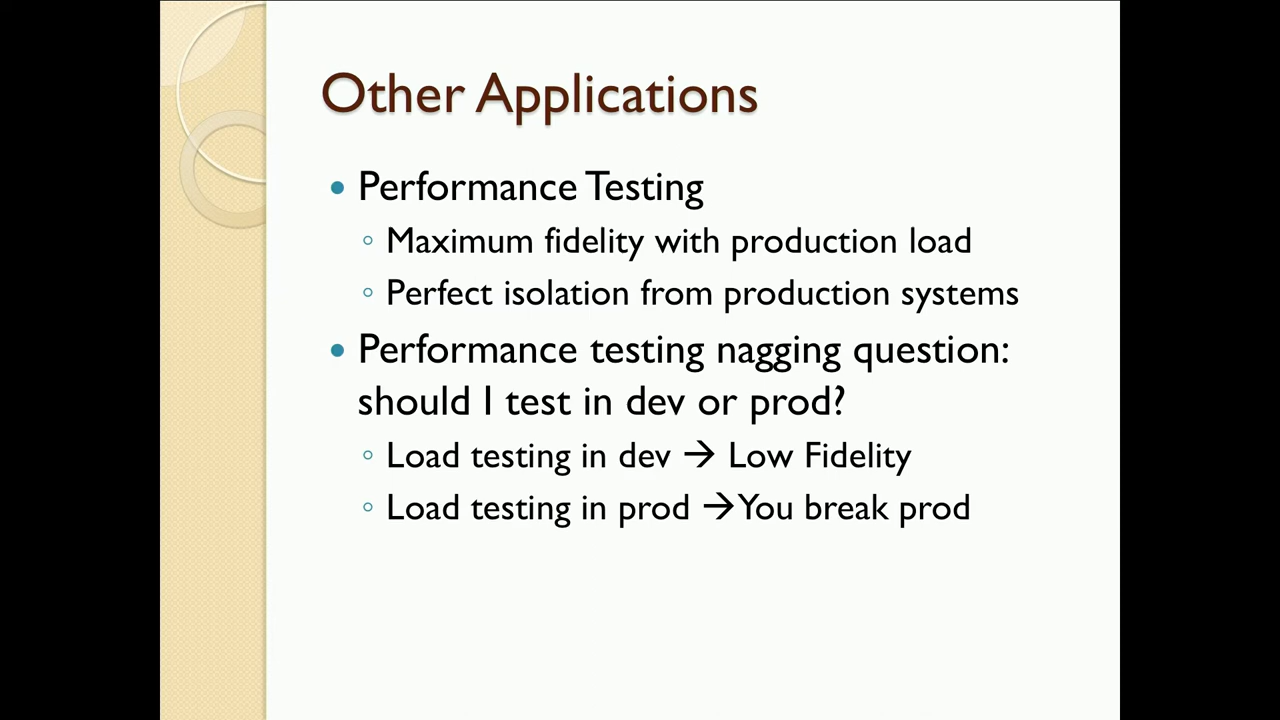 Other Applications
• Performance Testing
◦ Maximum fidelity with production load
◦ Perfect isolation from production systems
• Performance testing nagging question:
should I test in dev or prod?
◦ Load testing in dev → Low Fidelity
◦ Load testing in prod →You break prod